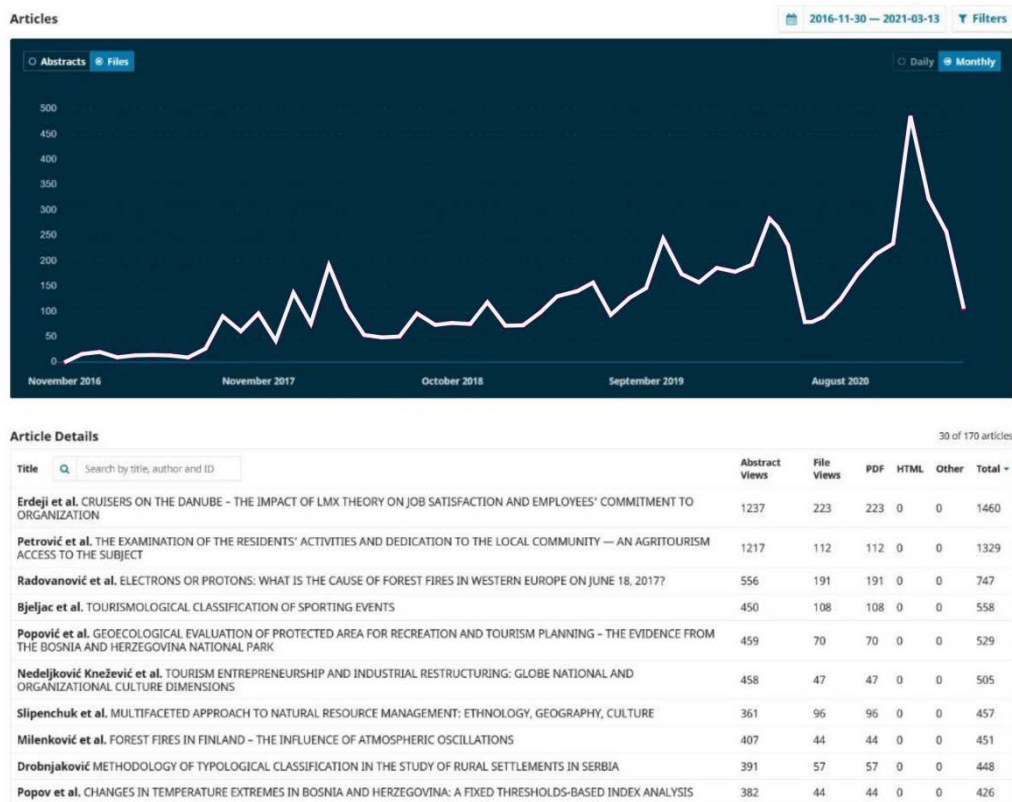 Articles
2016-11-30 — 2021-03-13 Filters
Abstracts Files Daily Monthly
500
450
400
350
300
250
200
150
100
50
0
November 2016 November 2017 October 2018 September 2019 August 2020
Article Details 30 of 170 articles
Title Search by title, author and ID Abstract Views File Views PDF HTML Other Total
Erdeji et al. CRUISERS ON THE DANUBE – THE IMPACT OF LMX THEORY ON JOB SATISFACTION AND EMPLOYEES' COMMITMENT TO
ORGANIZATION 1237 223 223 0 0 1460
Petrović et al. THE EXAMINATION OF THE RESIDENTS' ACTIVITIES AND DEDICATION TO THE LOCAL COMMUNITY — AN AGRITOURISM
ACCESS TO THE SUBJECT 1217 112 112 0 0 1329
Radovanović et al. ELECTRONS OR PROTONS: WHAT IS THE CAUSE OF FOREST FIRES IN WESTERN EUROPE ON JUNE 18, 2017? 556 191 191 0 0 747
Bjeljac et al. TOURISMOLOGICAL CLASSIFICATION OF SPORTING EVENTS 450 108 108 0 0 558
Popović et al. GEOECOLOGICAL EVALUATION OF PROTECTED AREA FOR RECREATION AND TOURISM PLANNING – THE EVIDENCE FROM
THE BOSNIA AND HERZEGOVINA NATIONAL PARK 459 70 70 0 0 529
Nedeljković Knežević et al. TOURISM ENTREPRENEURSHIP AND INDUSTRIAL RESTRUCTURING: GLOBE NATIONAL AND
ORGANIZATIONAL CULTURE DIMENSIONS 458 47 47 0 0 505
Slipenchuk et al. MULTIFACETED APPROACH TO NATURAL RESOURCE MANAGEMENT: ETHNOLOGY, GEOGRAPHY, CULTURE 361 96 96 0 0 457
Milenković et al. FOREST FIRES IN FINLAND – THE INFLUENCE OF ATMOSPHERIC OSCILLATIONS 407 44 44 0 0 451
Drobnjaković METHODOLOGY OF TYPOLOGICAL CLASSIFICATION IN THE STUDY OF RURAL SETTLEMENTS IN SERBIA 391 57 57 0 0 448
Popov et al. CHANGES IN TEMPERATURE EXTREMES IN BOSNIA AND HERZEGOVINA: A FIXED THRESHOLDS-BASED INDEX ANALYSIS 382 44 44 0 0 426